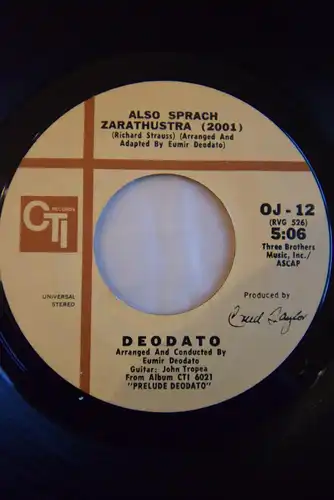 ALSO SPRACH
ZARATHUSTRA (2001)
(Richard Strauss) (Arranged And
Adapted By Eumir Deodato)
RECORDS
CTI
OJ - 12
(RVG 526)
5:06
Three Brothers
Music, Inc./
ASCAP
UNIVERSAL
STEREO
Produced by
Creed Taylor
DEODATO
Arranged And Conducted By
Eumir Deodato
Guitar: John Tropea
From Album CTI 6021
"PRELUDE DEODATO"